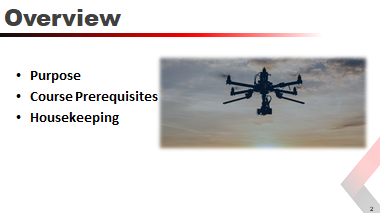 Overview
• Purpose
• Course Prerequisites
• Housekeeping
2